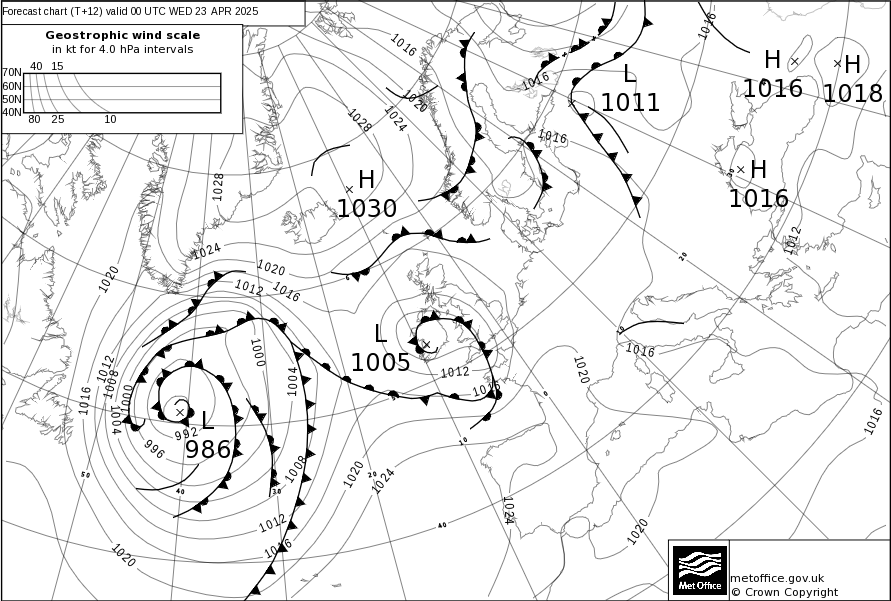 Forecast chart (T+12) valid 00 UTC WED 23 APR 2025
Geostrophic wind scale
in kt for 4.0 hPa intervals
40 15
70N
60N
50N
40N
80 25 10
1016
1016
1020
1024
1028
1016
1016
L
1011
H
1016
H
1018
H
1016
H
1030
1028
1024
1020
1012
1016
1020
1012
L
1005
1012
1016
1016
1020
1016
1000
1004
1012
1008
1000
1016
1004
L
986
992
996
50
40
30
20
10
0
40
20
10
1008
1020
1024
1012
1016
1020
1024
1020
metoffice.gov.uk
© Crown Copyright
Met Office